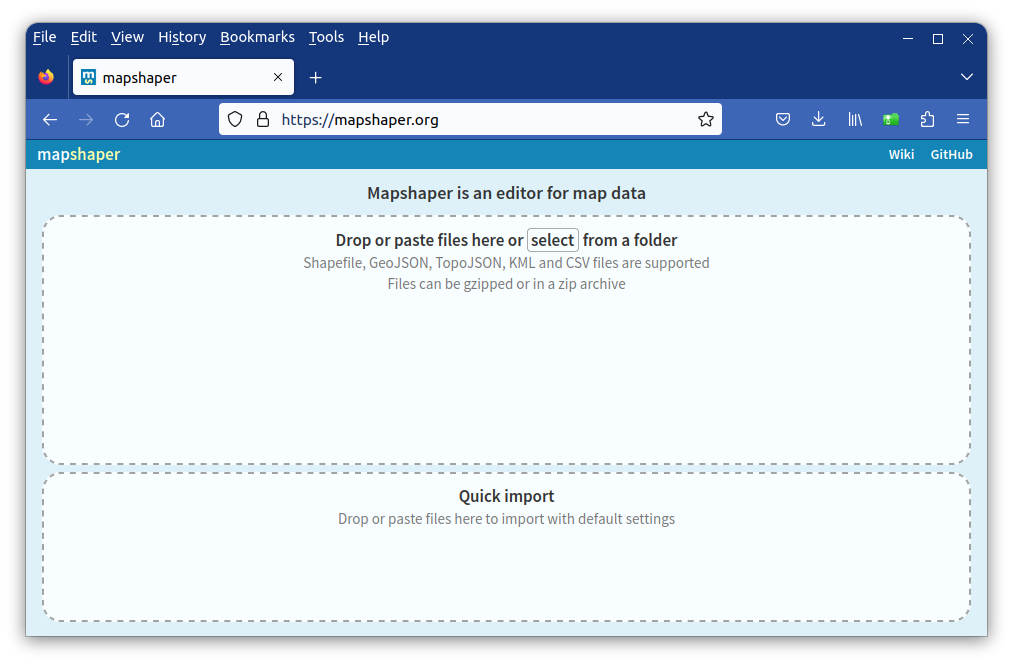 File Edit View History Bookmarks Tools Help
mapshaper
https://mapshaper.org
mapshaper Wiki GitHub
Mapshaper is an editor for map data
Drop or paste files here or select from a folder
Shapefile, GeoJSON, TopoJSON, KML and CSV files are supported
Files can be gzipped or in a zip archive
Quick import
Drop or paste files here to import with default settings